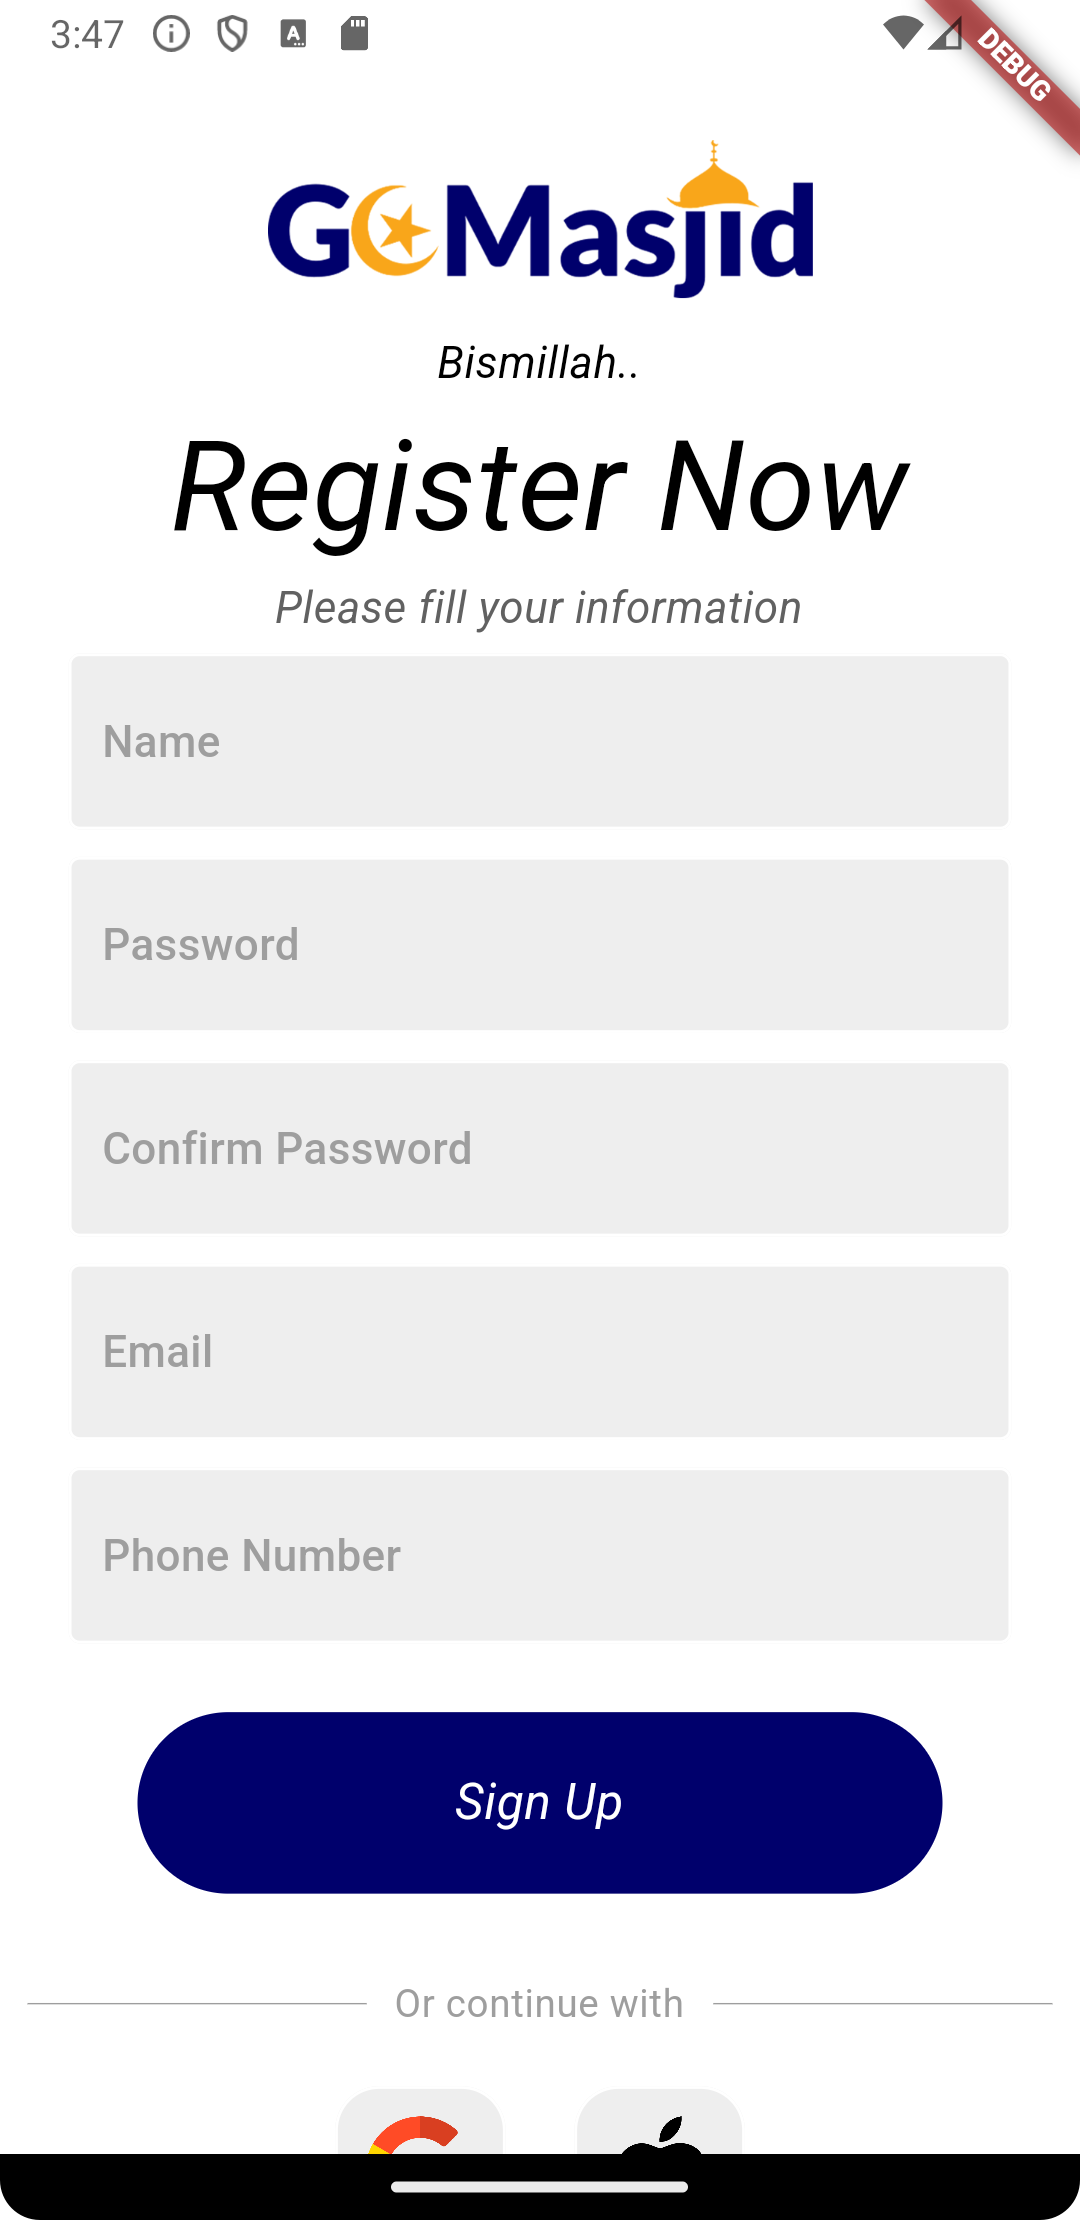 3:47
DEBUG
GOMasjid
Bismillah..
Register Now
Please fill your information
Name
Password
Confirm Password
Email
Phone Number
Sign Up
Or continue with